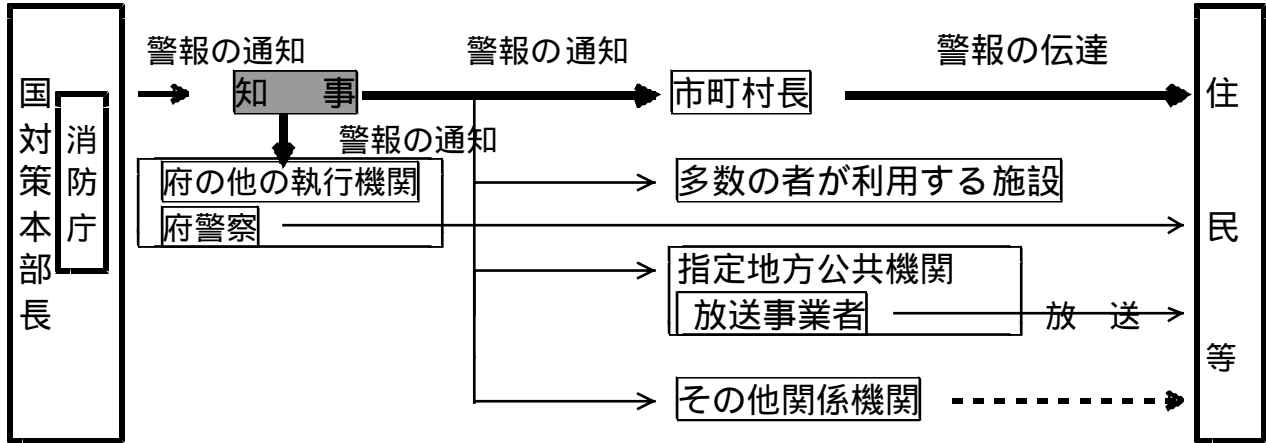 国対策本部長
消防庁
警報の通知
知 事
警報の通知
警報の通知
市町村長
警報の伝達
府の他の執行機関
府警察
多数の者が利用する施設
指定地方公共機関
放送事業者
放 送
その他関係機関
住民等